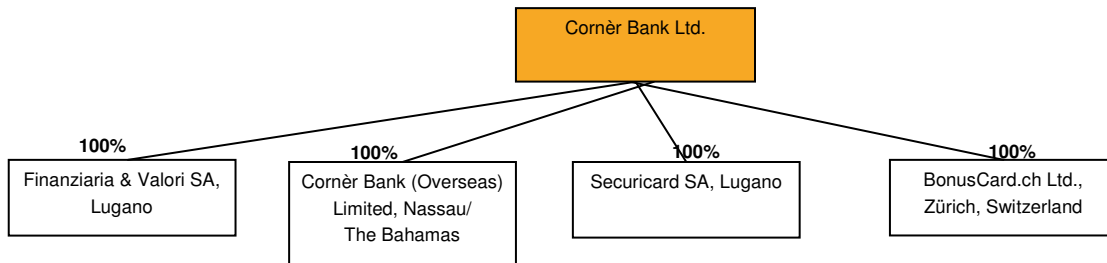 Cornèr Bank Ltd.
100%
100%
100%
100%
Finanziaria & Valori SA,
Lugano
Cornèr Bank (Overseas)
Limited, Nassau/
The Bahamas
Securicard SA, Lugano
BonusCard.ch Ltd.,
Zürich, Switzerland